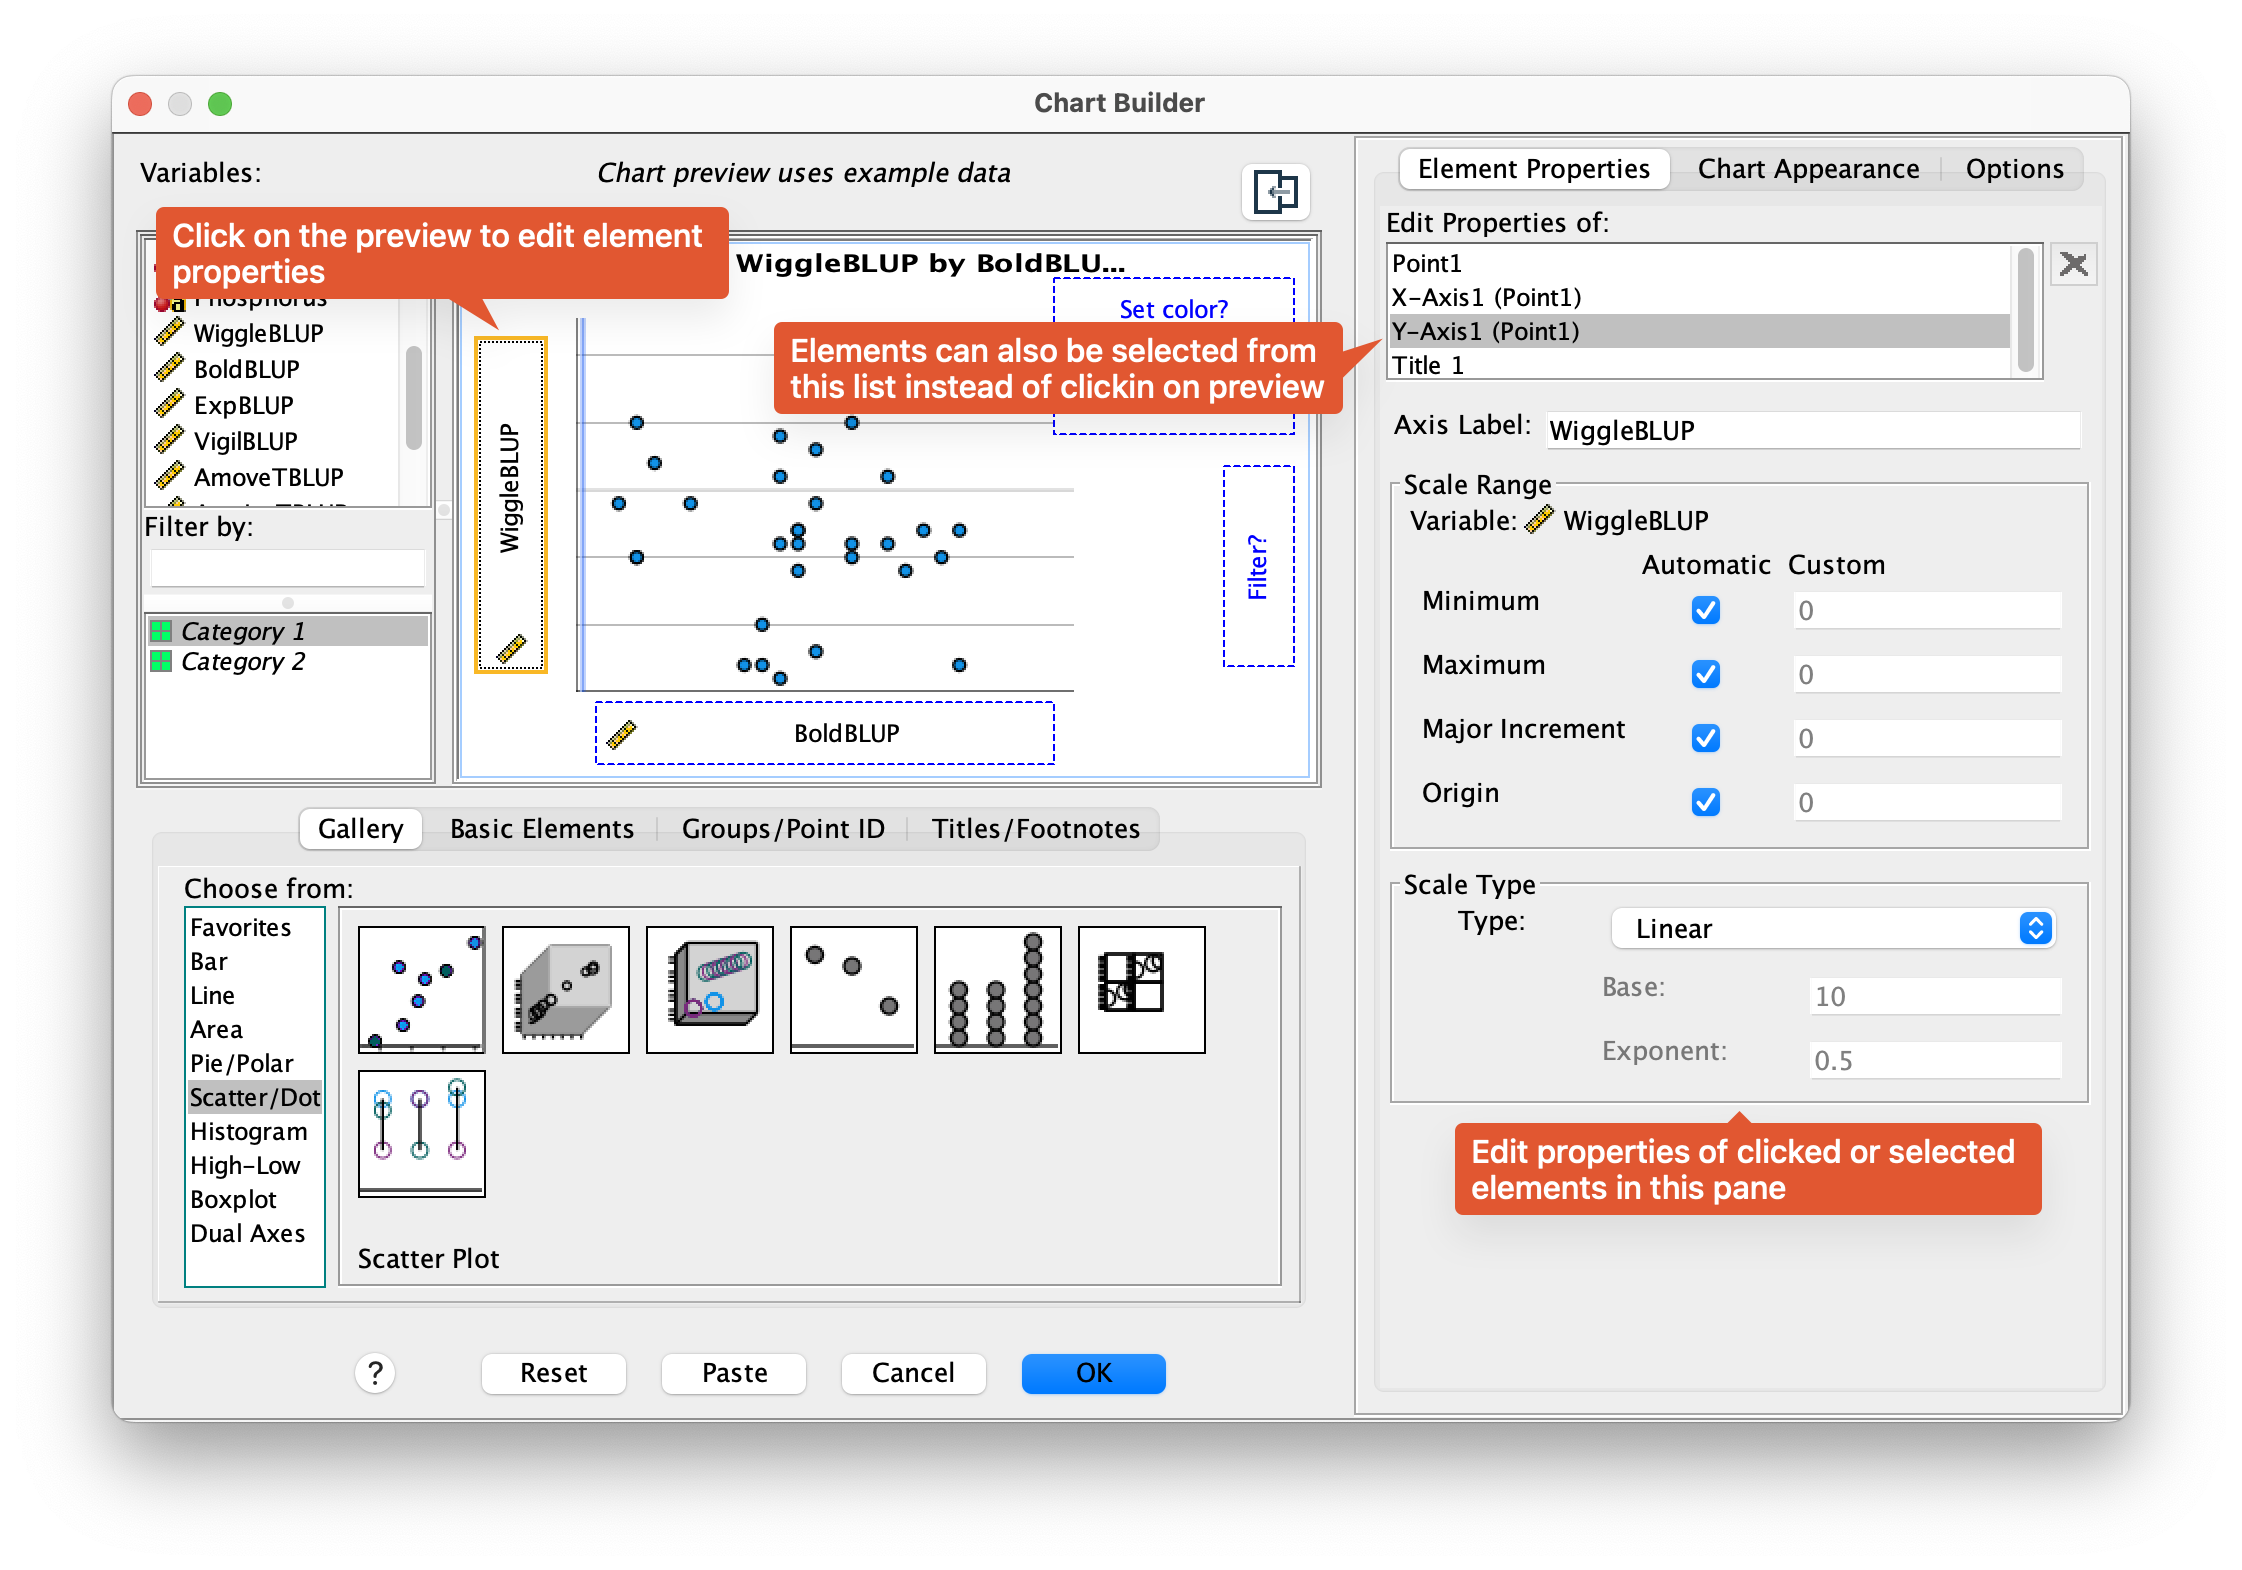 Chart Builder
Variables:
Chart preview uses example data
Click on the preview to edit element
properties
Phosphorus
WiggleBLUP
BoldBLUP
ExpBLUP
VigilBLUP
AmoveTBLUP
Filter by:
Category 1
Category 2
WiggleBLUP by BoldBLU...
Set color?
Elements can also be selected from
this list instead of clickin on preview
WiggleBLUP
Filter?
BoldBLUP
Gallery
Basic Elements
Groups/Point ID
Titles/Footnotes
Choose from:
Favorites
Bar
Line
Area
Pie/Polar
Scatter/Dot
Histogram
High-Low
Boxplot
Dual Axes
Scatter Plot
?
Reset
Paste
Cancel
OK
Element Properties
Chart Appearance
Options
Edit Properties of:
Point1
X-Axis1 (Point1)
Y-Axis1 (Point1)
Title 1
Axis Label: WiggleBLUP
Scale Range
Variable: WiggleBLUP
Automatic Custom
Minimum 0
Maximum 0
Major Increment 0
Origin 0
Scale Type
Type: Linear
Base: 10
Exponent: 0.5
Edit properties of clicked or selected
elements in this pane